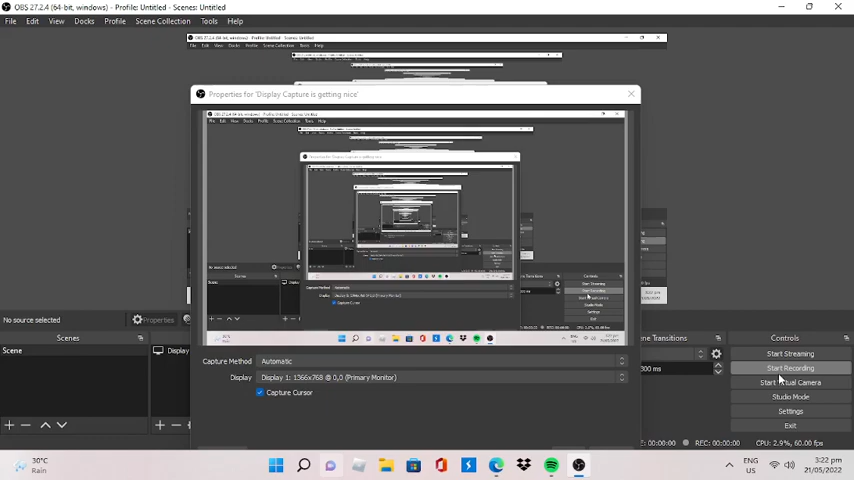 OBS 27.2.4 (64-bit, windows) - Profile: Untitled - Scenes: Untitled
File Edit View Docks Profile Scene Collection Tools Help
Properties for 'Display Capture is getting nice'
Capture Method Automatic
Display Display 1: 1366x768 @ 0,0 (Primary Monitor)
Capture Cursor
No source selected
Properties
Scenes
Scene
Display
ene Transitions
300 ms
Controls
Start Streaming
Start Recording
Start Virtual Camera
Studio Mode
Settings
Exit
E: 00:00:00 REC: 00:00:00 CPU: 2.9%, 60.00 fps
30°C
Rain
ENG
US
3:22 pm
21/05/2022